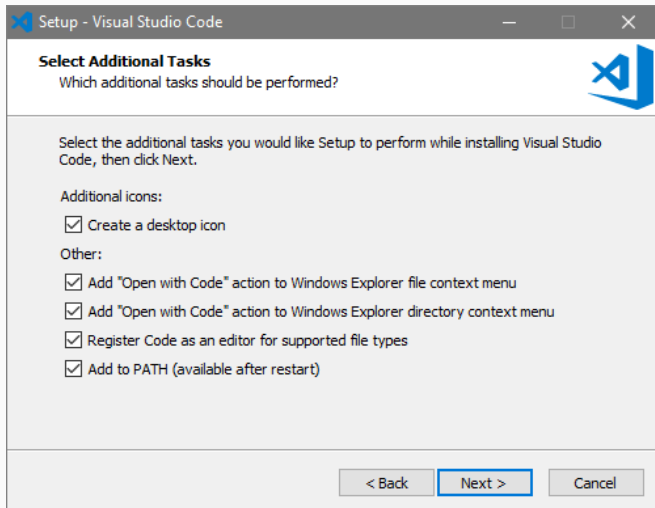 Setup - Visual Studio Code
Select Additional Tasks
Which additional tasks should be performed?
Select the additional tasks you would like Setup to perform while installing Visual Studio
Code, then click Next.
Additional icons:
Create a desktop icon
Other:
Add "Open with Code" action to Windows Explorer file context menu
Add "Open with Code" action to Windows Explorer directory context menu
Register Code as an editor for supported file types
Add to PATH (available after restart)
< Back Next > Cancel